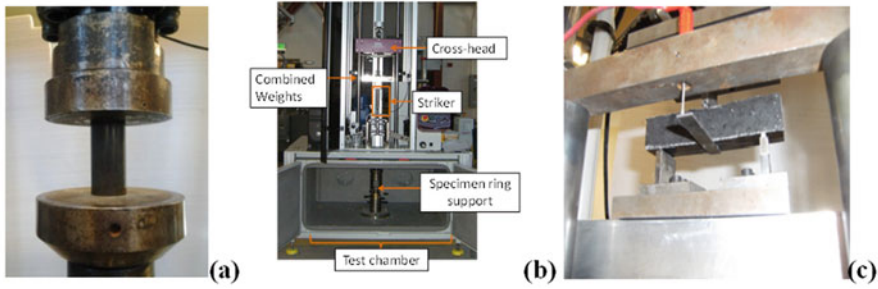 (a)
Cross-head
Combined
Weights
Striker
Specimen ring
support
Test chamber
(b)
(c)